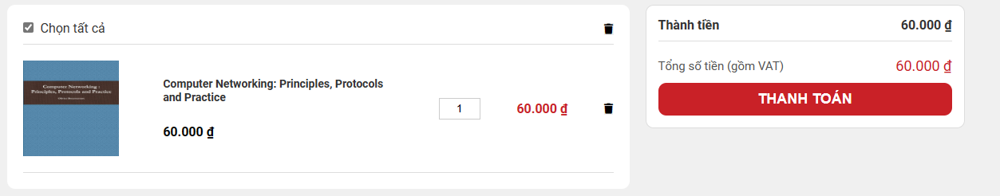 Chọn tất cả
Computer Networking :
Principles, Protocols and Practice
Computer Networking: Principles, Protocols
and Practice
60.000 ₫
1
60.000 ₫
Thành tiền 60.000 ₫
Tổng số tiền (gồm VAT) 60.000 ₫
THANH TOÁN